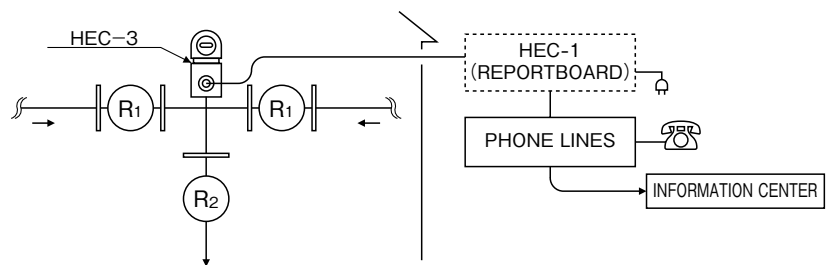 HEC−3
R1
R1
R2
HEC-1
(REPORTBOARD)
PHONE LINES
INFORMATION CENTER